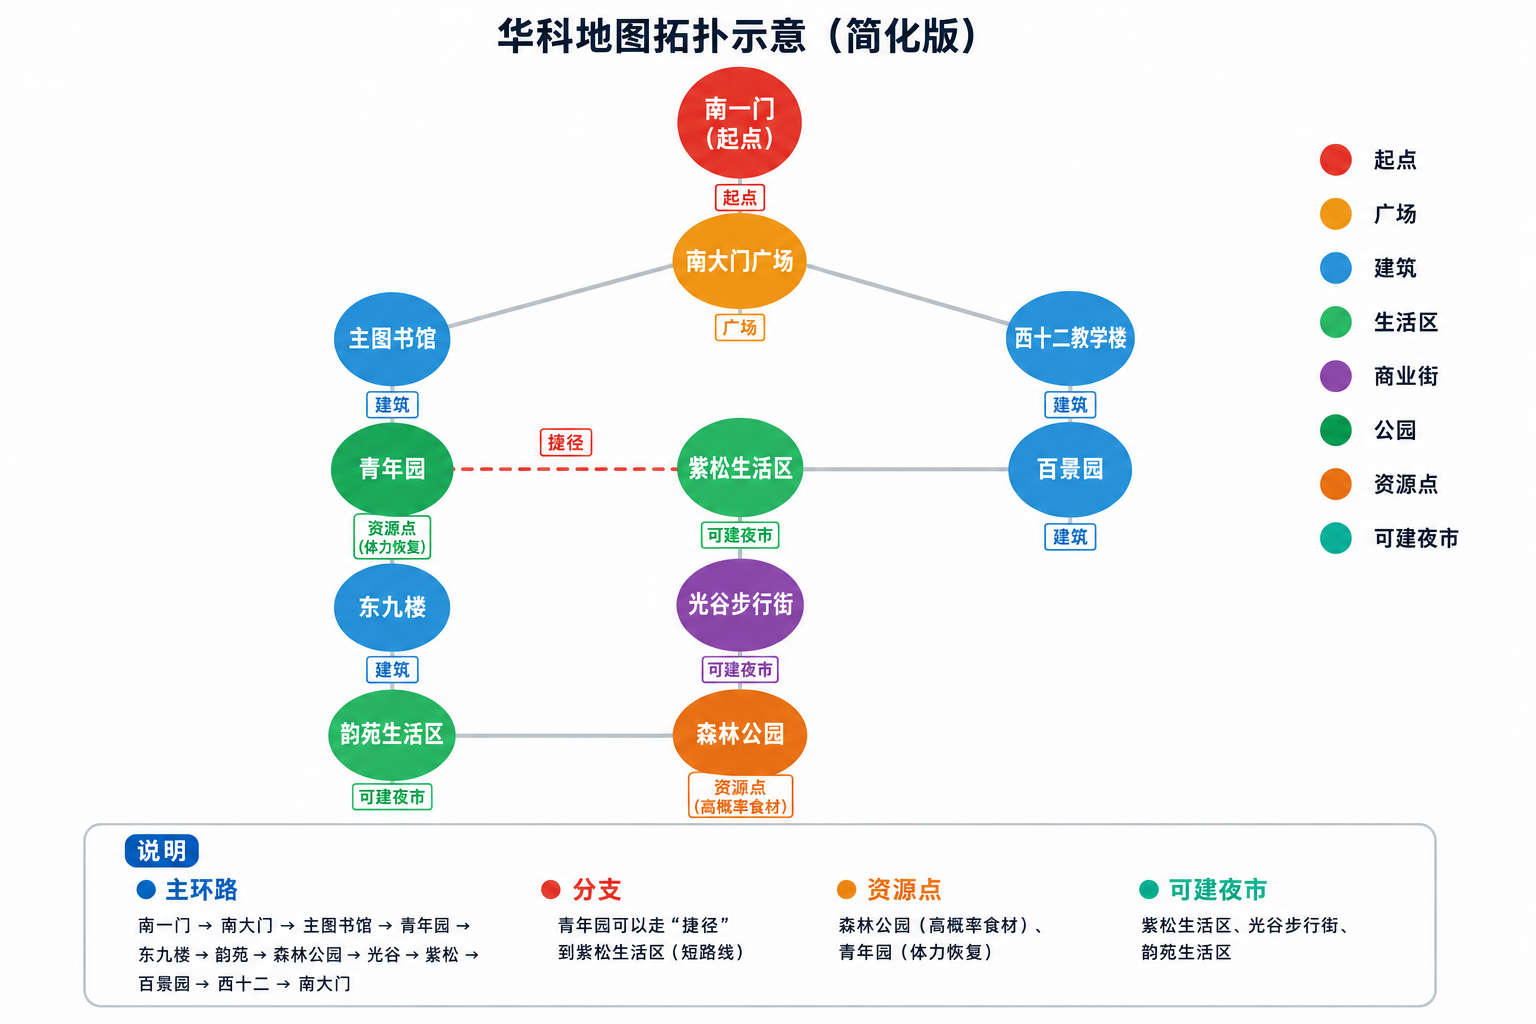 华科地图拓扑示意（简化版）
南一门
（起点）
起点
南大门广场
广场
主图书馆
建筑
西十二教学楼
建筑
青年园
捷径
紫松生活区
百景园
资源点
（体力恢复）
可建夜市
建筑
东九楼
光谷步行街
建筑
可建夜市
韵苑生活区
森林公园
可建夜市
资源点
（高概率食材）
起点
广场
建筑
生活区
商业街
公园
资源点
可建夜市
说明
主环路
南一门 → 南大门 → 主图书馆 → 青年园 →
东九楼 → 韵苑 → 森林公园 → 光谷 → 紫松 →
百景园 → 西十二 → 南大门
分支
青年园可以走“捷径”
到紫松生活区（短路线）
资源点
森林公园（高概率食材）、
青年园（体力恢复）
可建夜市
紫松生活区、光谷步行街、
韵苑生活区